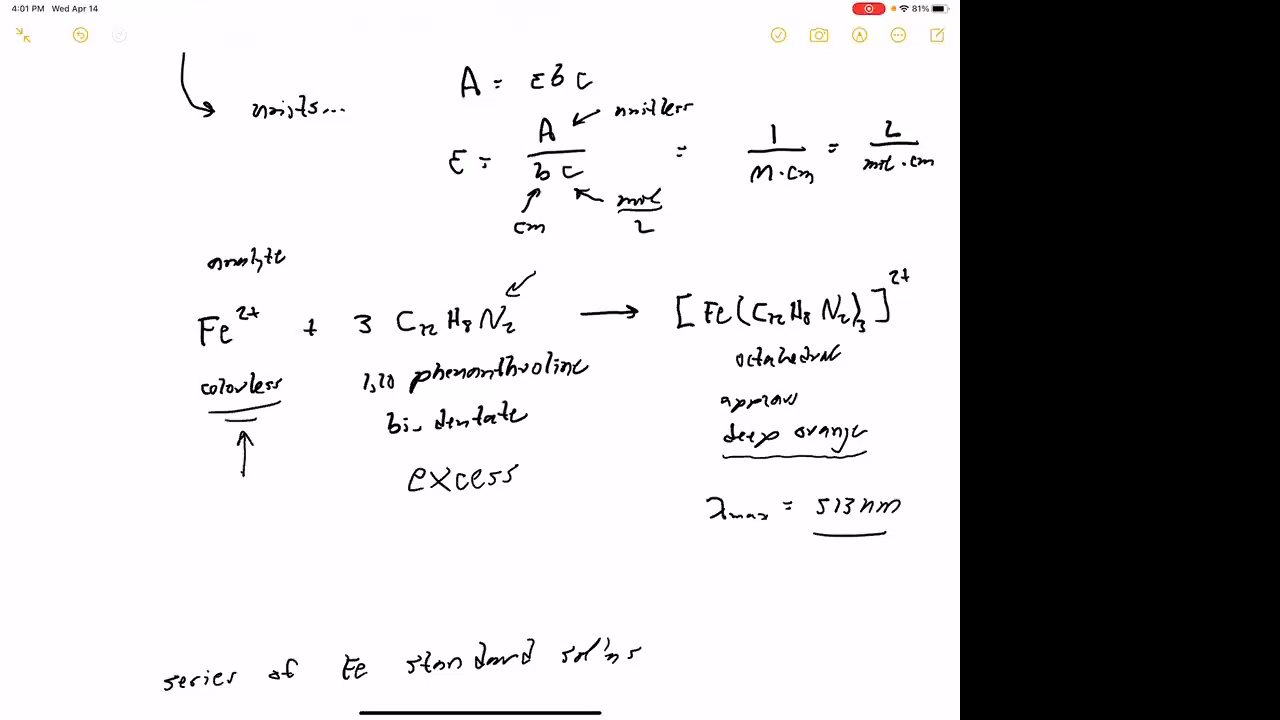 4:01 PM Wed Apr 14
81%
A = εbc
units...
unitless
ε = A / bc = 1 / M·cm = L / mol·cm
cm
mol / L
analyte
Fe²⁺ + 3 C₁₂H₈N₂ → [Fe(C₁₂H₈N₂)₃]²⁺
colorless
1,10 phenanthroline
octahedral
bi-dentate
approx
deep orange
excess
λmax = 513 nm
series of Fe standard sol'ns